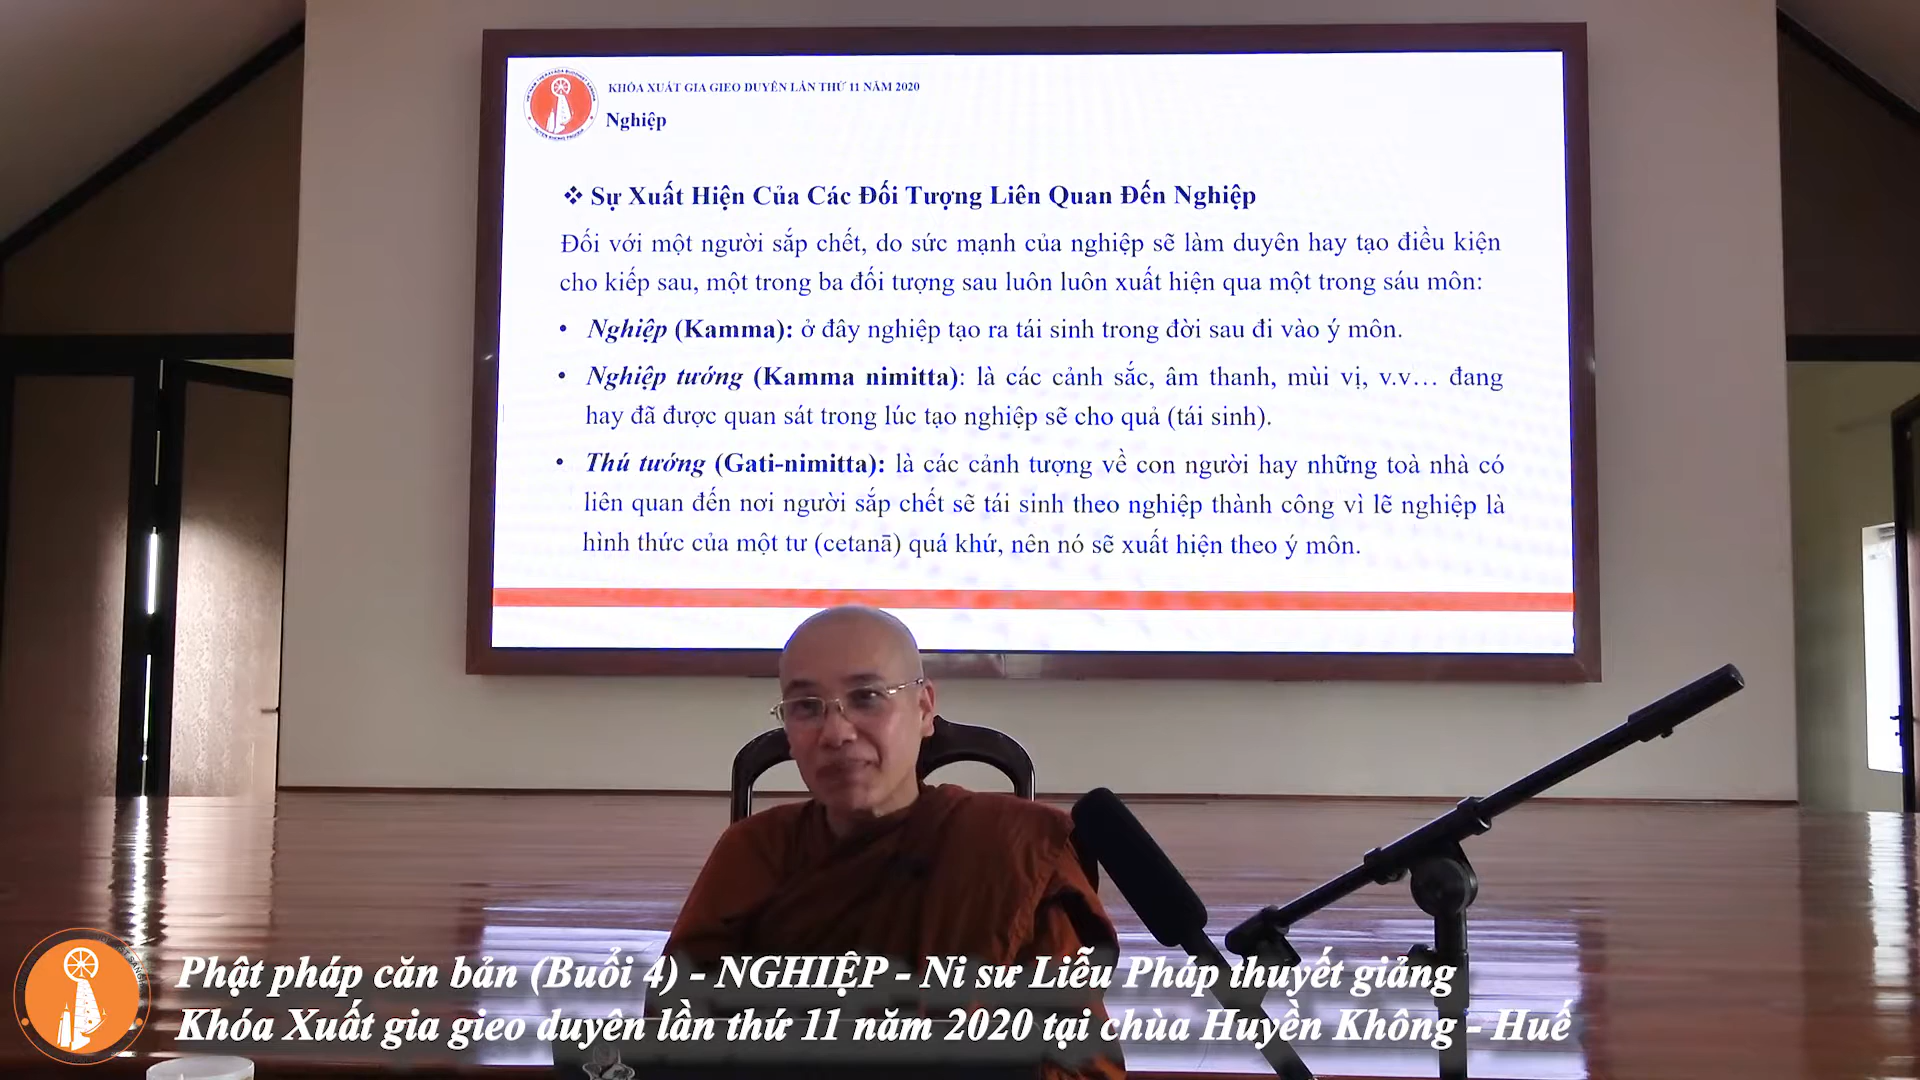 KHÓA XUẤT GIA GIEO DUYÊN LẦN THỨ 11 NĂM 2020
Nghiệp
❖ Sự Xuất Hiện Của Các Đối Tượng Liên Quan Đến Nghiệp
Đối với một người sắp chết, do sức mạnh của nghiệp sẽ làm duyên hay tạo điều kiện
cho kiếp sau, một trong ba đối tượng sau luôn luôn xuất hiện qua một trong sáu môn:
• Nghiệp (Kamma): ở đây nghiệp tạo ra tái sinh trong đời sau đi vào ý môn.
• Nghiệp tướng (Kamma nimitta): là các cảnh sắc, âm thanh, mùi vị, v.v… đang
hay đã được quan sát trong lúc tạo nghiệp sẽ cho quả (tái sinh).
• Thú tướng (Gati-nimitta): là các cảnh tượng về con người hay những toà nhà có
liên quan đến nơi người sắp chết sẽ tái sinh theo nghiệp thành công vì lẽ nghiệp là
hình thức của một tư (cetanā) quá khứ, nên nó sẽ xuất hiện theo ý môn.
Phật pháp căn bản (Buổi 4) - NGHIỆP - Ni sư Liễu Pháp thuyết giảng
Khóa Xuất gia gieo duyên lần thứ 11 năm 2020 tại chùa Huyền Không - Huế